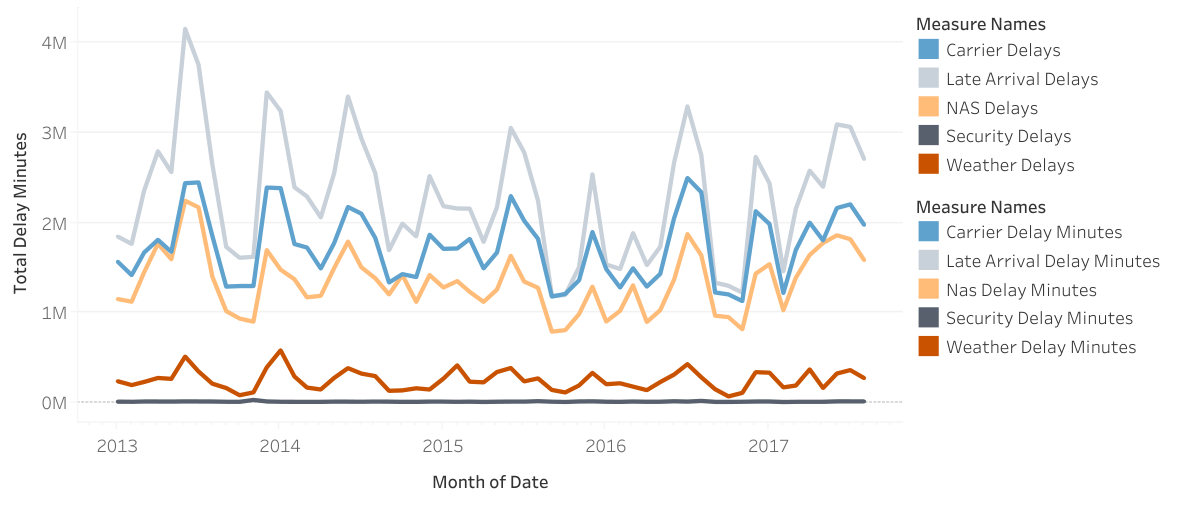 Total Delay Minutes
4M
3M
2M
1M
0M
2013
2014
2015
2016
2017
Month of Date
Measure Names
Carrier Delays
Late Arrival Delays
NAS Delays
Security Delays
Weather Delays
Measure Names
Carrier Delay Minutes
Late Arrival Delay Minutes
Nas Delay Minutes
Security Delay Minutes
Weather Delay Minutes